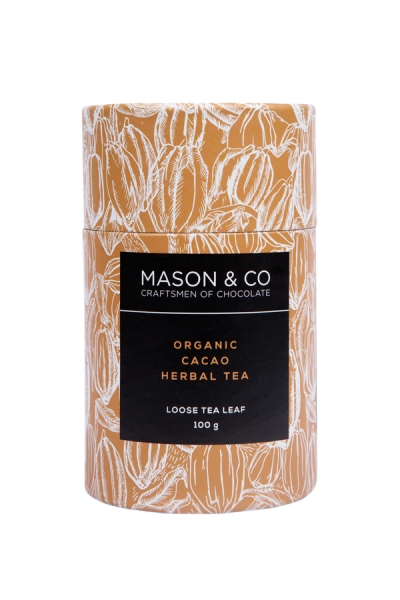 MASON & CO
CRAFTSMEN OF CHOCOLATE
ORGANIC
CACAO
HERBAL TEA
LOOSE TEA LEAF
100 g